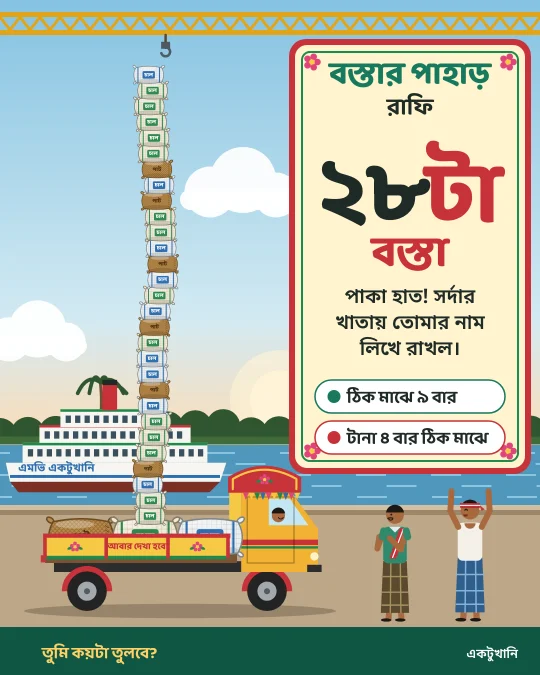 বস্তার পাহাড়
রাফি
২৮টা
বস্তা
পাকা হাত! সর্দার
খাতায় তোমার নাম
লিখে রাখল।
ঠিক মাঝে ৯ বার
টানা ৪ বার ঠিক মাঝে
চাল
চাল
চাল
চাল
চাল
চাল
পাট
চাল
পাট
চাল
চাল
চাল
পাট
চাল
চাল
চাল
পাট
চাল
চাল
চাল
পাট
চাল
চাল
চাল
চাল
পাট
চাল
চাল
চাল
এমভি একটুখানি
আবার দেখা হবে
তুমি কয়টা তুলবে?
একটুখানি